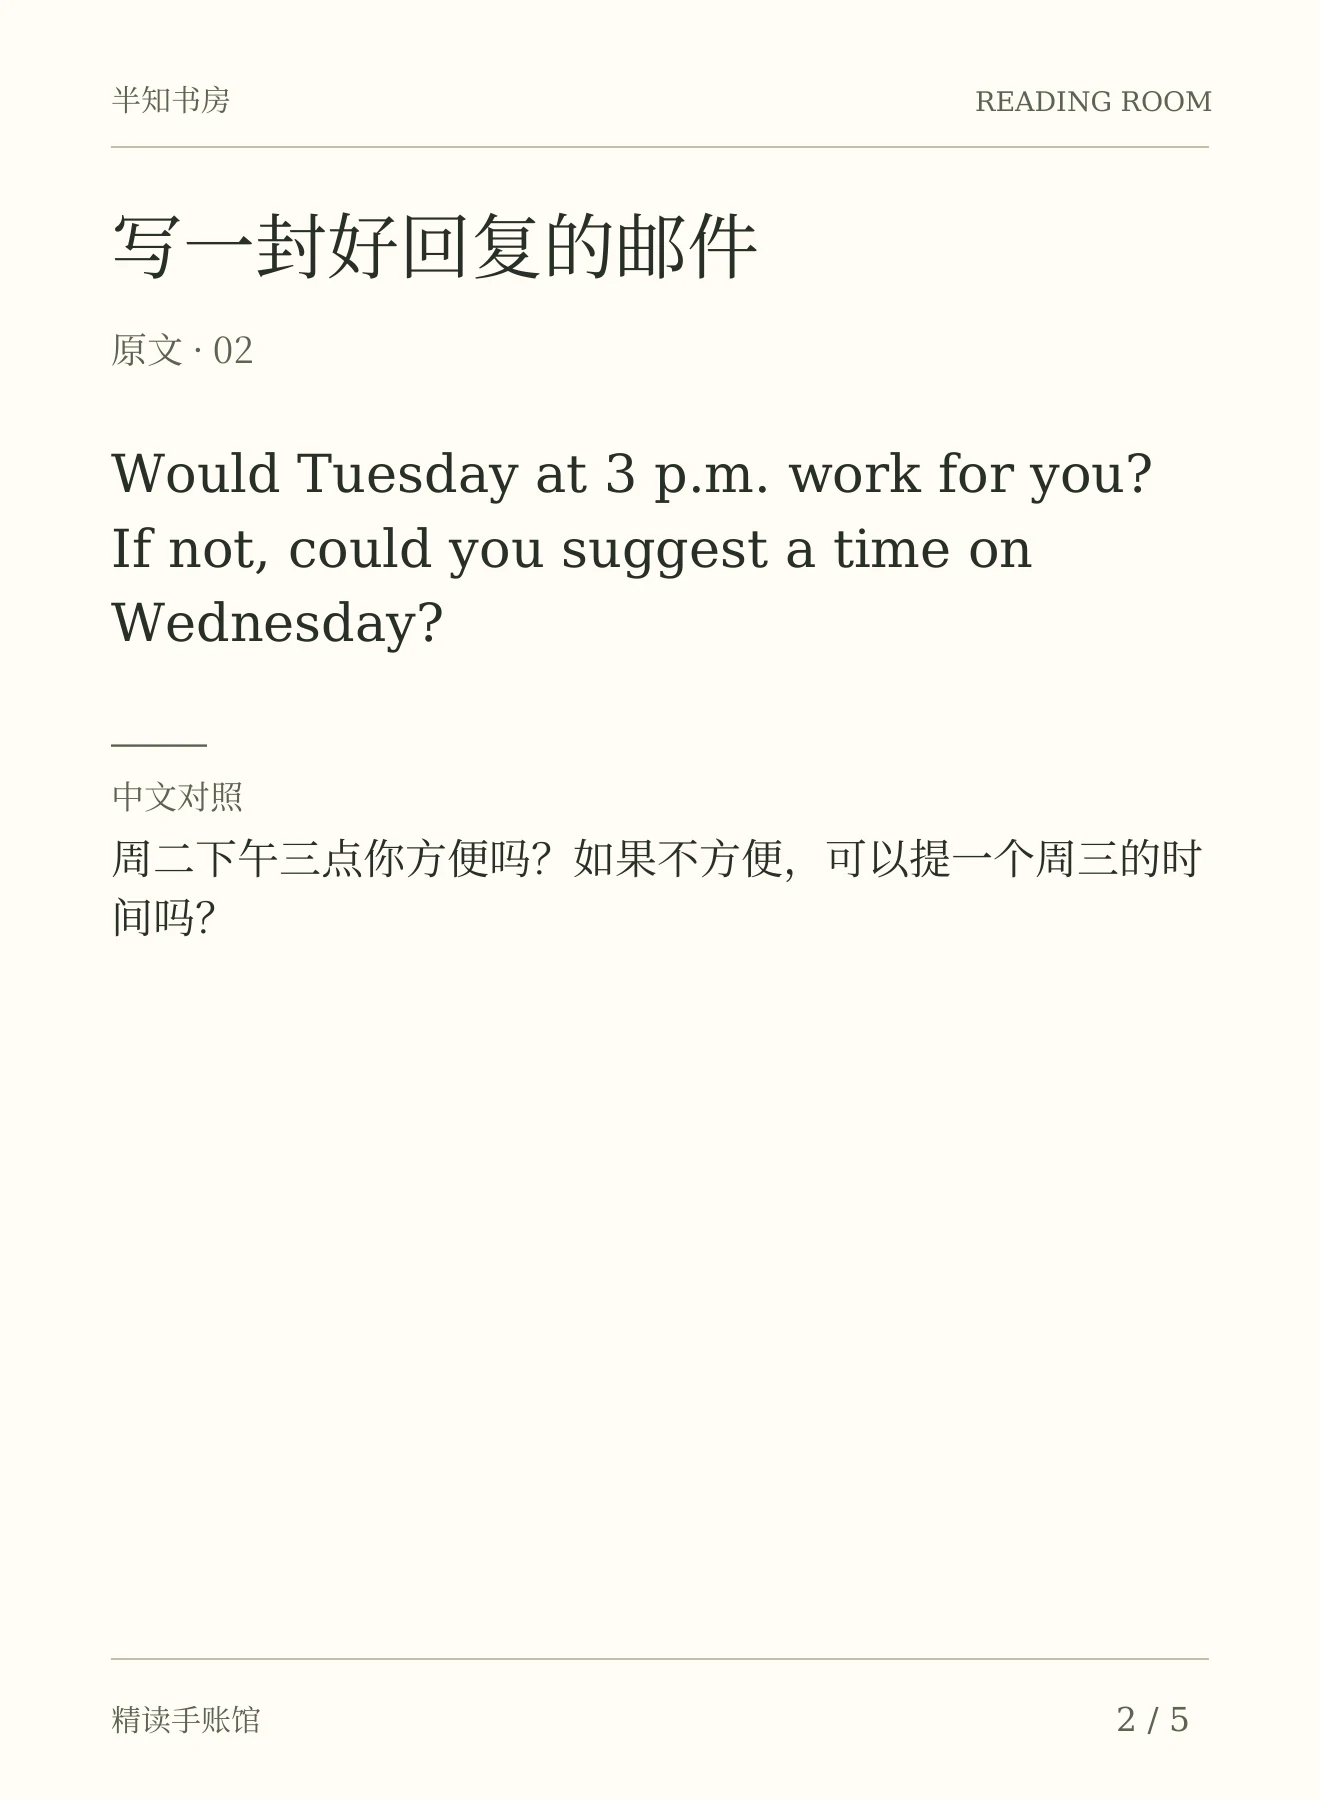 半知书房
READING ROOM
写一封好回复的邮件
原文 · 02
Would Tuesday at 3 p.m. work for you?
If not, could you suggest a time on
Wednesday?
中文对照
周二下午三点你方便吗？如果不方便，可以提一个周三的时
间吗？
精读手账馆
2 / 5